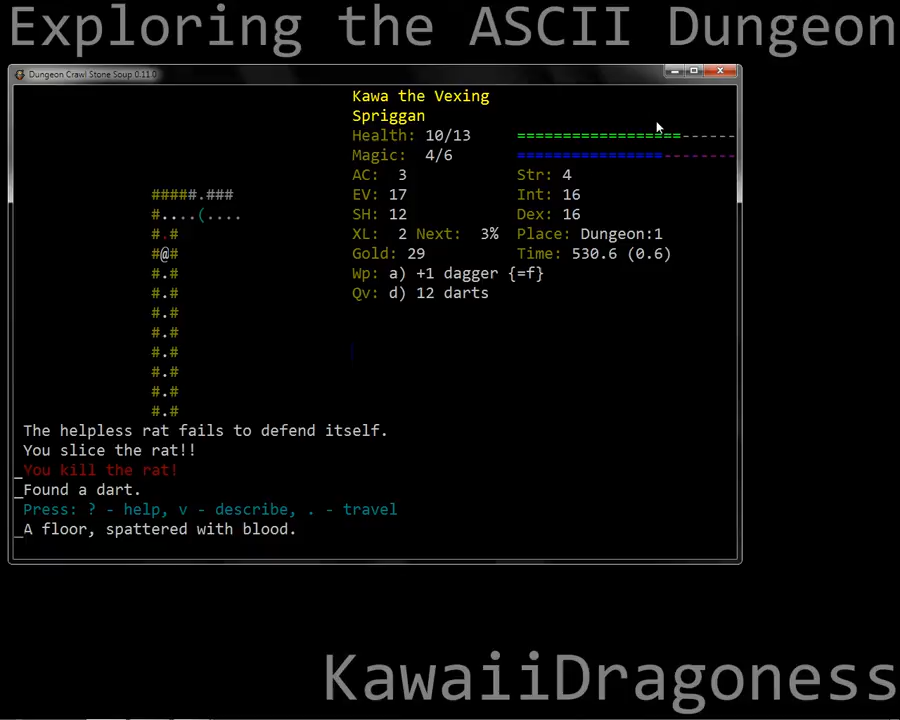 Exploring the ASCII Dungeon
Dungeon Crawl Stone Soup 0.11.0
Kawa the Vexing
Spriggan
Health: 10/13 =================------
Magic: 4/6 ================--------
AC: 3 Str: 4
EV: 17 Int: 16
SH: 12 Dex: 16
XL: 2 Next: 3% Place: Dungeon:1
Gold: 29 Time: 530.6 (0.6)
Wp: a) +1 dagger {=f}
Qv: d) 12 darts
#####.###
#....(....
#.#
#@#
#.#
#.#
#.#
#.#
#.#
#.#
#.#
#.#
The helpless rat fails to defend itself.
You slice the rat!!
_You kill the rat!
_Found a dart.
Press: ? - help, v - describe, . - travel
_A floor, spattered with blood.
KawaiiDragoness